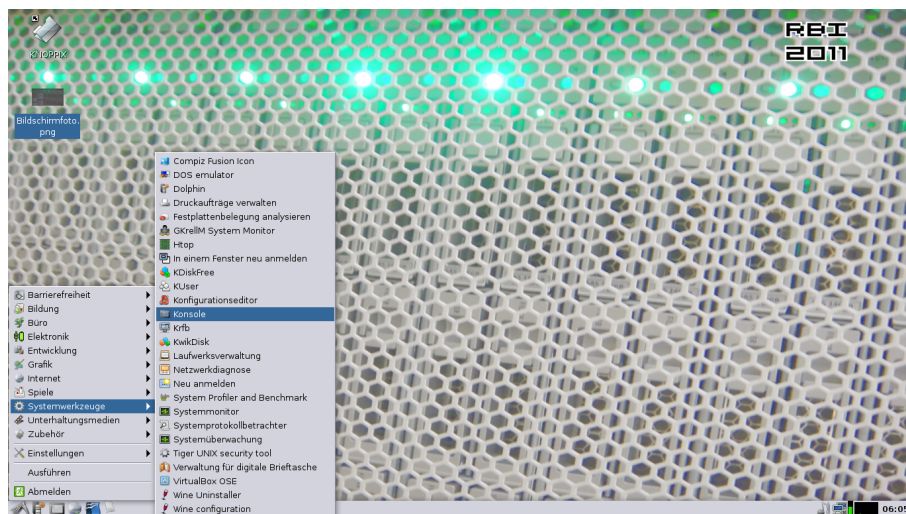 KNOPPIX
RBI
2011
Bildschirmfoto.
png
Compiz Fusion Icon
DOS emulator
Dolphin
Druckaufträge verwalten
Festplattenbelegung analysieren
GKrellM System Monitor
Htop
In einem Fenster neu anmelden
KDiskFree
KUser
Konfigurationseditor
Konsole
Krfb
KwikDisk
Laufwerksverwaltung
Netzwerkdiagnose
Neu anmelden
System Profiler and Benchmark
Systemmonitor
Systemprotokollbetrachter
Systemüberwachung
Tiger UNIX security tool
Verwaltung für digitale Brieftasche
VirtualBox OSE
Wine Uninstaller
Wine configuration
Barrierefreiheit
Bildung
Büro
Elektronik
Entwicklung
Grafik
Internet
Spiele
Systemwerkzeuge
Unterhaltungsmedien
Zubehör
Einstellungen
Ausführen
Abmelden
06:05